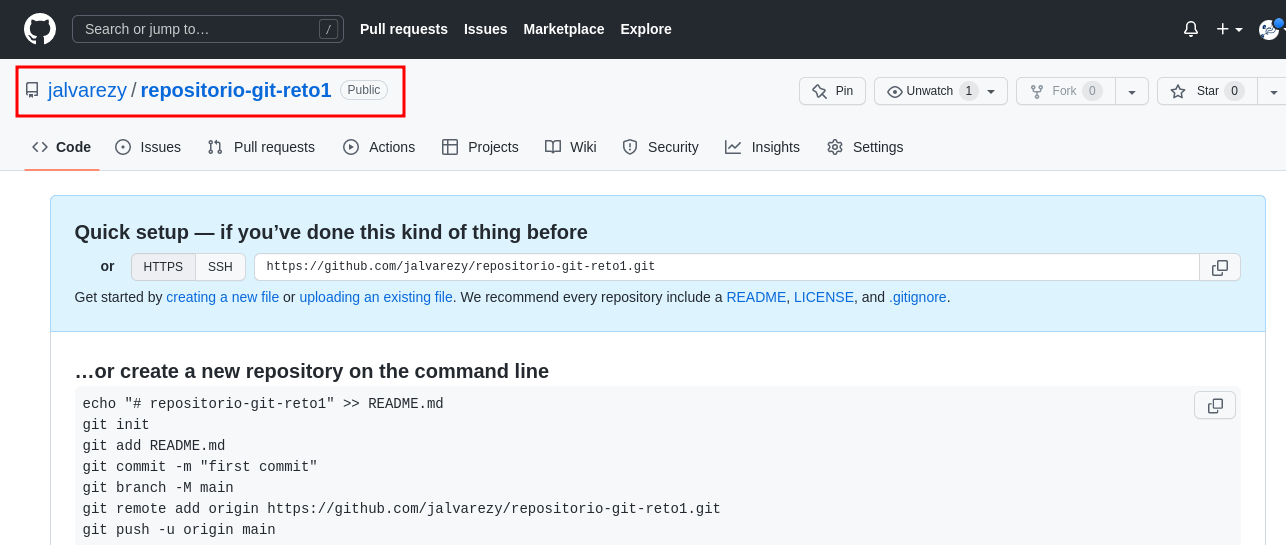 Search or jump to… / Pull requests Issues Marketplace Explore
jalvarezy / repositorio-git-reto1 Public Pin Unwatch 1 Fork 0 Star 0
Code Issues Pull requests Actions Projects Wiki Security Insights Settings
Quick setup — if you’ve done this kind of thing before
or HTTPS SSH https://github.com/jalvarezy/repositorio-git-reto1.git
Get started by creating a new file or uploading an existing file. We recommend every repository include a README, LICENSE, and .gitignore.
…or create a new repository on the command line
echo "# repositorio-git-reto1" >> README.md
git init
git add README.md
git commit -m "first commit"
git branch -M main
git remote add origin https://github.com/jalvarezy/repositorio-git-reto1.git
git push -u origin main